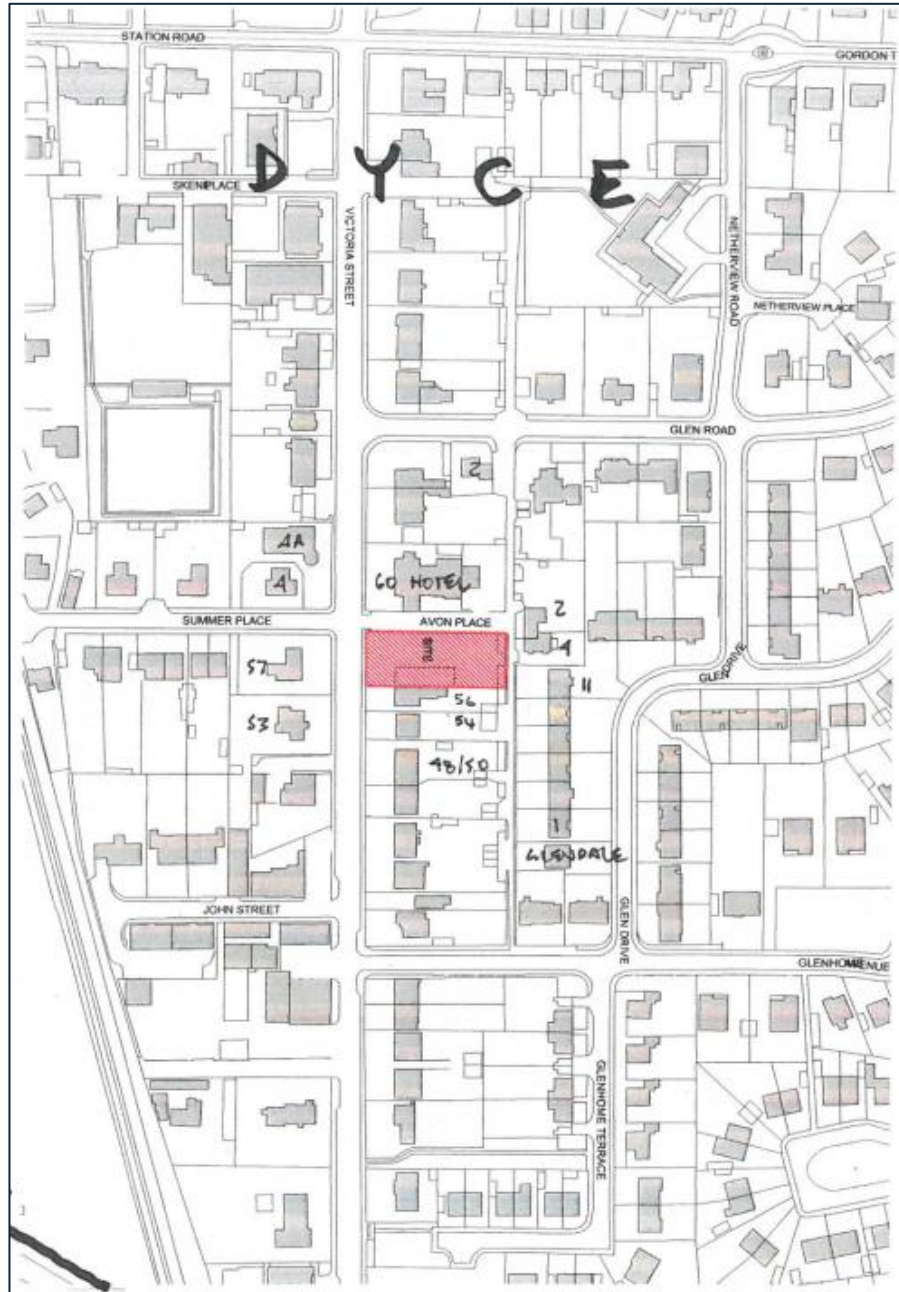 STATION ROAD
GORDON T
D Y C E
SKENE PLACE
VICTORIA STREET
NETHERVIEW ROAD
NETHERVIEW PLACE
GLEN ROAD
2
4A
4
60 HOTEL
2
SUMMER PLACE
AVON PLACE
SITE
4
57
11
GLEN DRIVE
56
53
54
48/50
1
GLENDALE
JOHN STREET
GLEN DRIVE
GLENHOME AVENUE
GLENHOME TERRACE